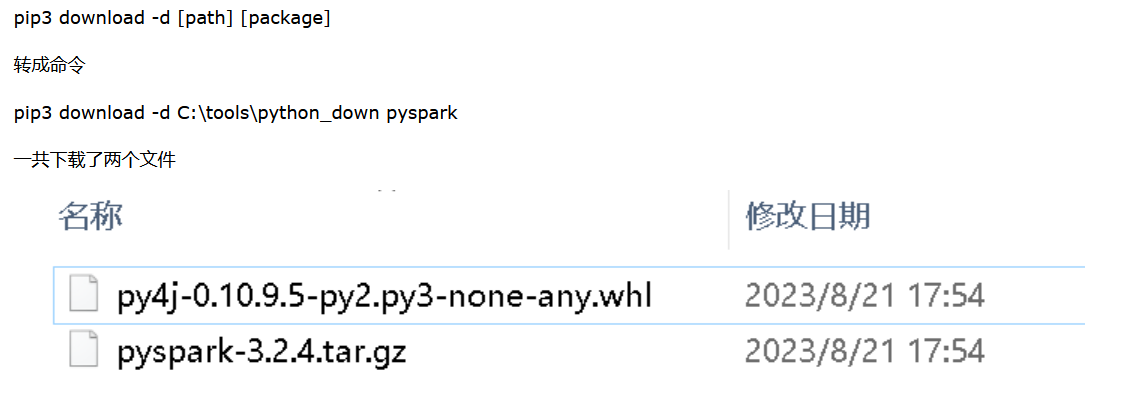 pip3 download -d [path] [package]
转成命令
pip3 download -d C:\tools\python_down pyspark
一共下载了两个文件
名称 修改日期
py4j-0.10.9.5-py2.py3-none-any.whl 2023/8/21 17:54
pyspark-3.2.4.tar.gz 2023/8/21 17:54